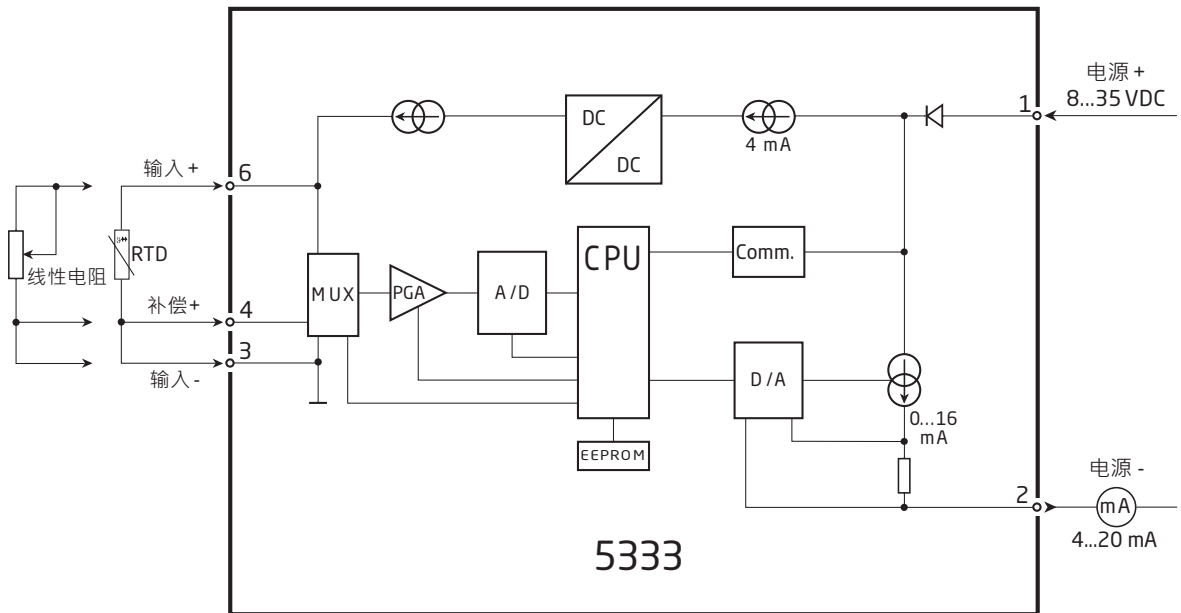 电源 +
8...35 VDC
1
DC
DC
4 mA
输入 +
6
RTD
线性电阻
CPU
Comm.
MUX
PGA
A/D
补偿+
4
3
输入 -
D/A
0...16
mA
EEPROM
电源 -
2
mA
4...20 mA
5333